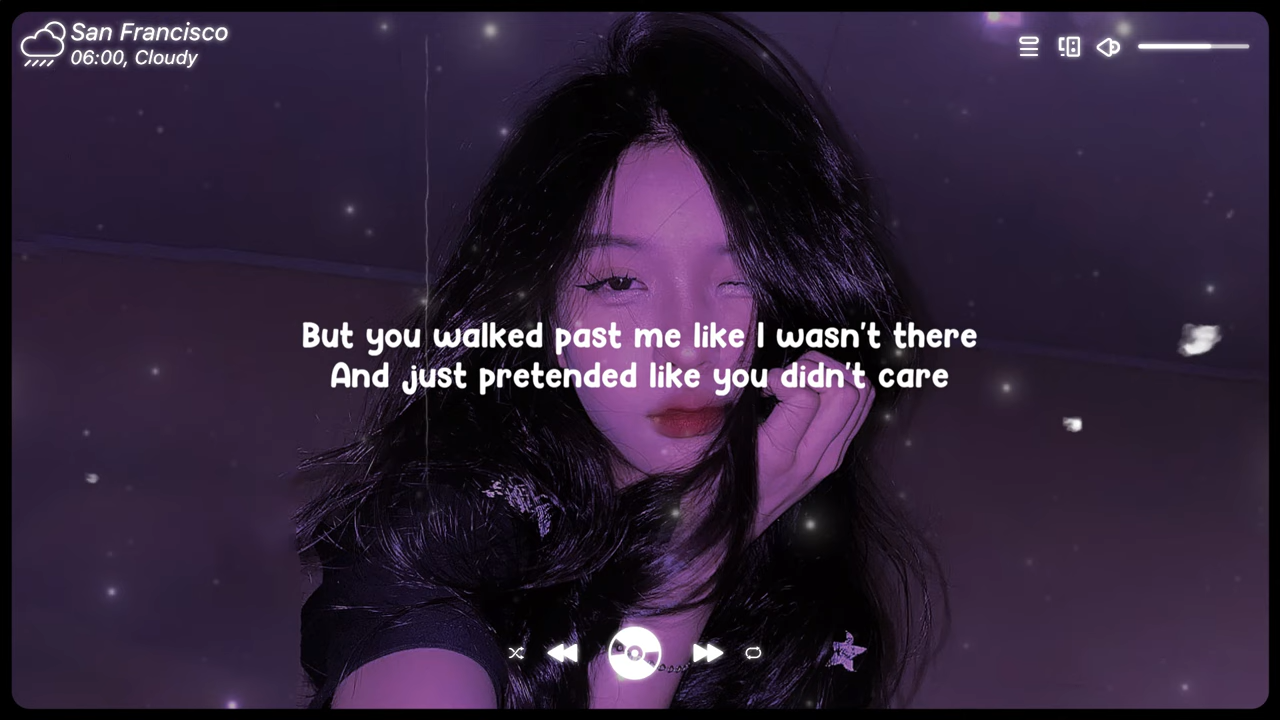 San Francisco
06:00, Cloudy
But you walked past me like I wasn't there
And just pretended like you didn't care